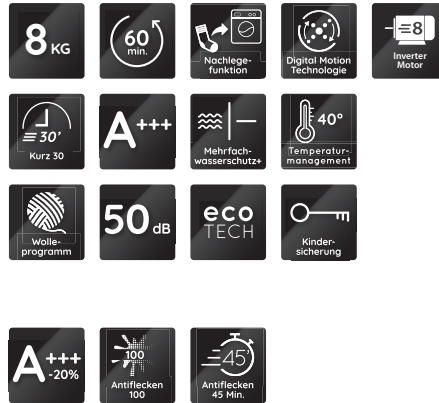 8 KG
60
min.
Nachlege-
funktion
Digital Motion
Technologie
8
Inverter
Motor
30'
Kurz 30
A+++
Mehrfach-
wasserschutz+
40°
Temperatur-
management
Wolle-
programm
50 dB
eco
TECH
Kinder-
sicherung
A+++
-20%
100
Antiflecken
100
45'
Antiflecken
45 Min.